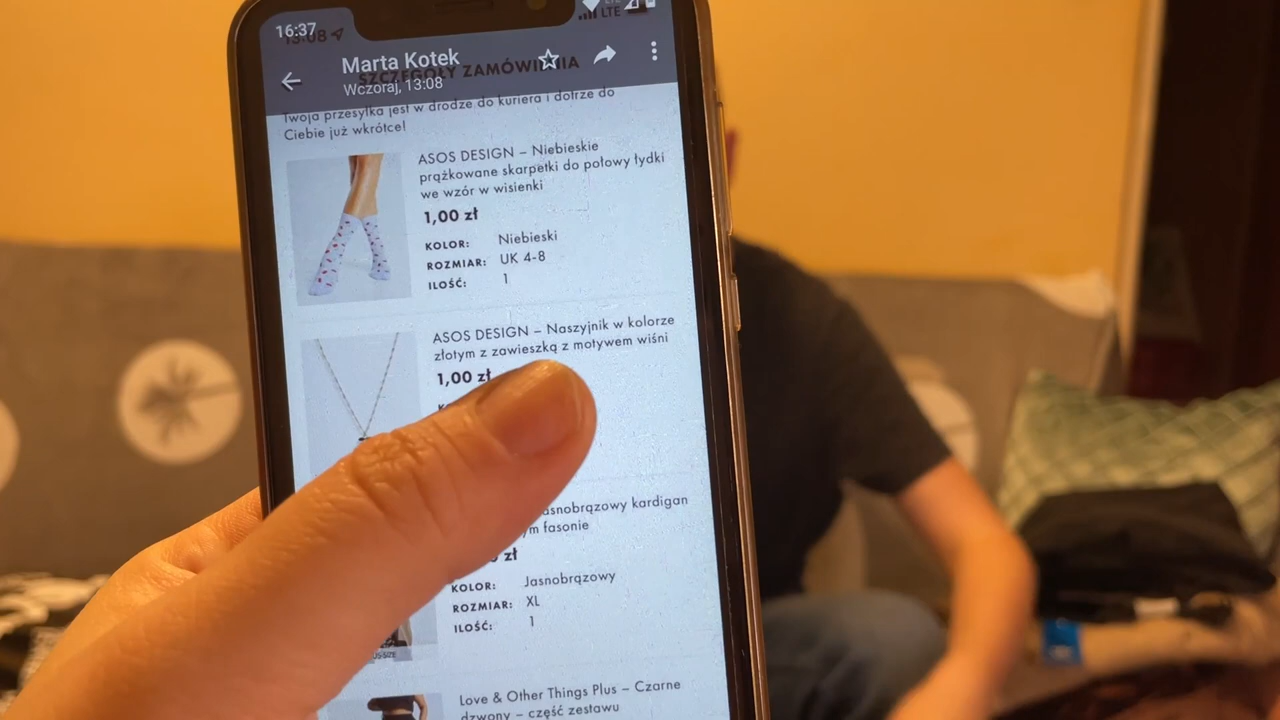 16:37
13:08
LTE
Marta Kotek
SZCZEGÓŁY ZAMÓWIENIA
Wczoraj, 13:08
Twoja przesyłka jest w drodze do kuriera i dotrze do
Ciebie już wkrótce!
ASOS DESIGN – Niebieskie
prążkowane skarpetki do połowy łydki
we wzór w wisienki
1,00 zł
KOLOR: Niebieski
ROZMIAR: UK 4-8
ILOŚĆ: 1
ASOS DESIGN – Naszyjnik w kolorze
złotym z zawieszką z motywem wiśni
1,00 zł
kardigan
fasonie
zł
KOLOR: Jasnobrązowy
ROZMIAR: XL
ILOŚĆ: 1
Love & Other Things Plus – Czarne
dzwony – część zestawu